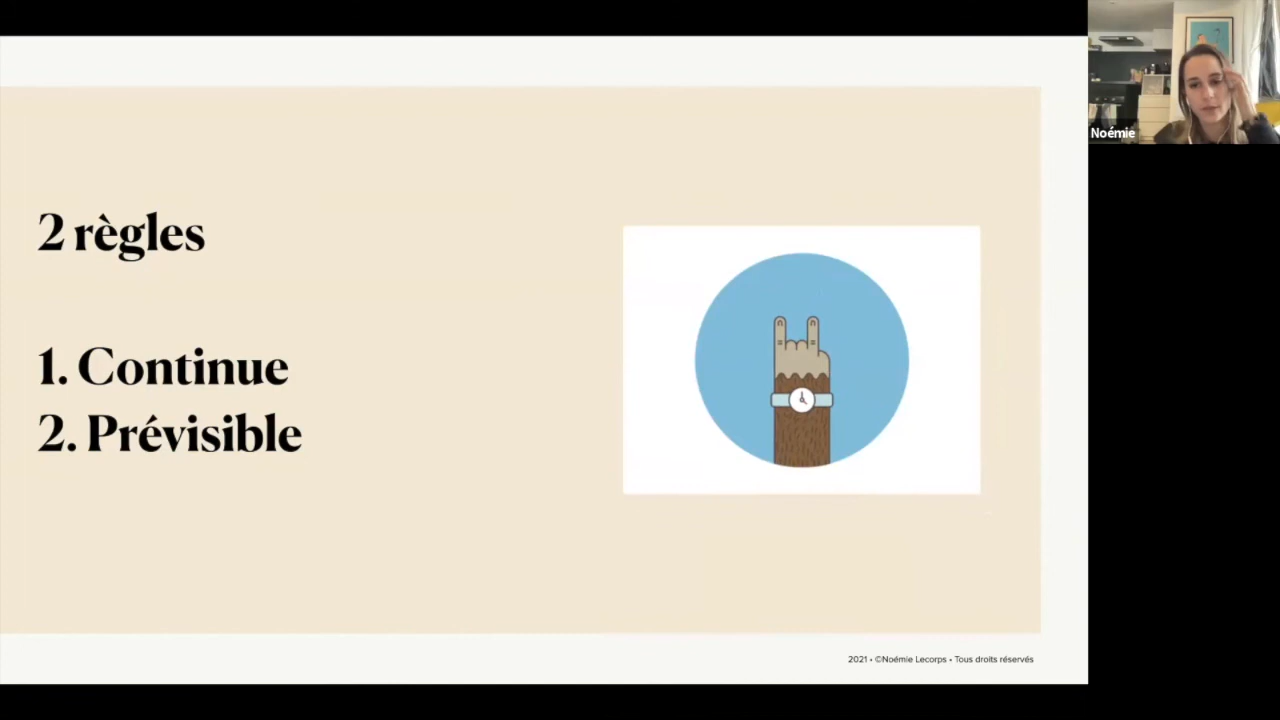 2 règles
1. Continue
2. Prévisible
Noémie
2021 • ©Noémie Lecorps • Tous droits réservés